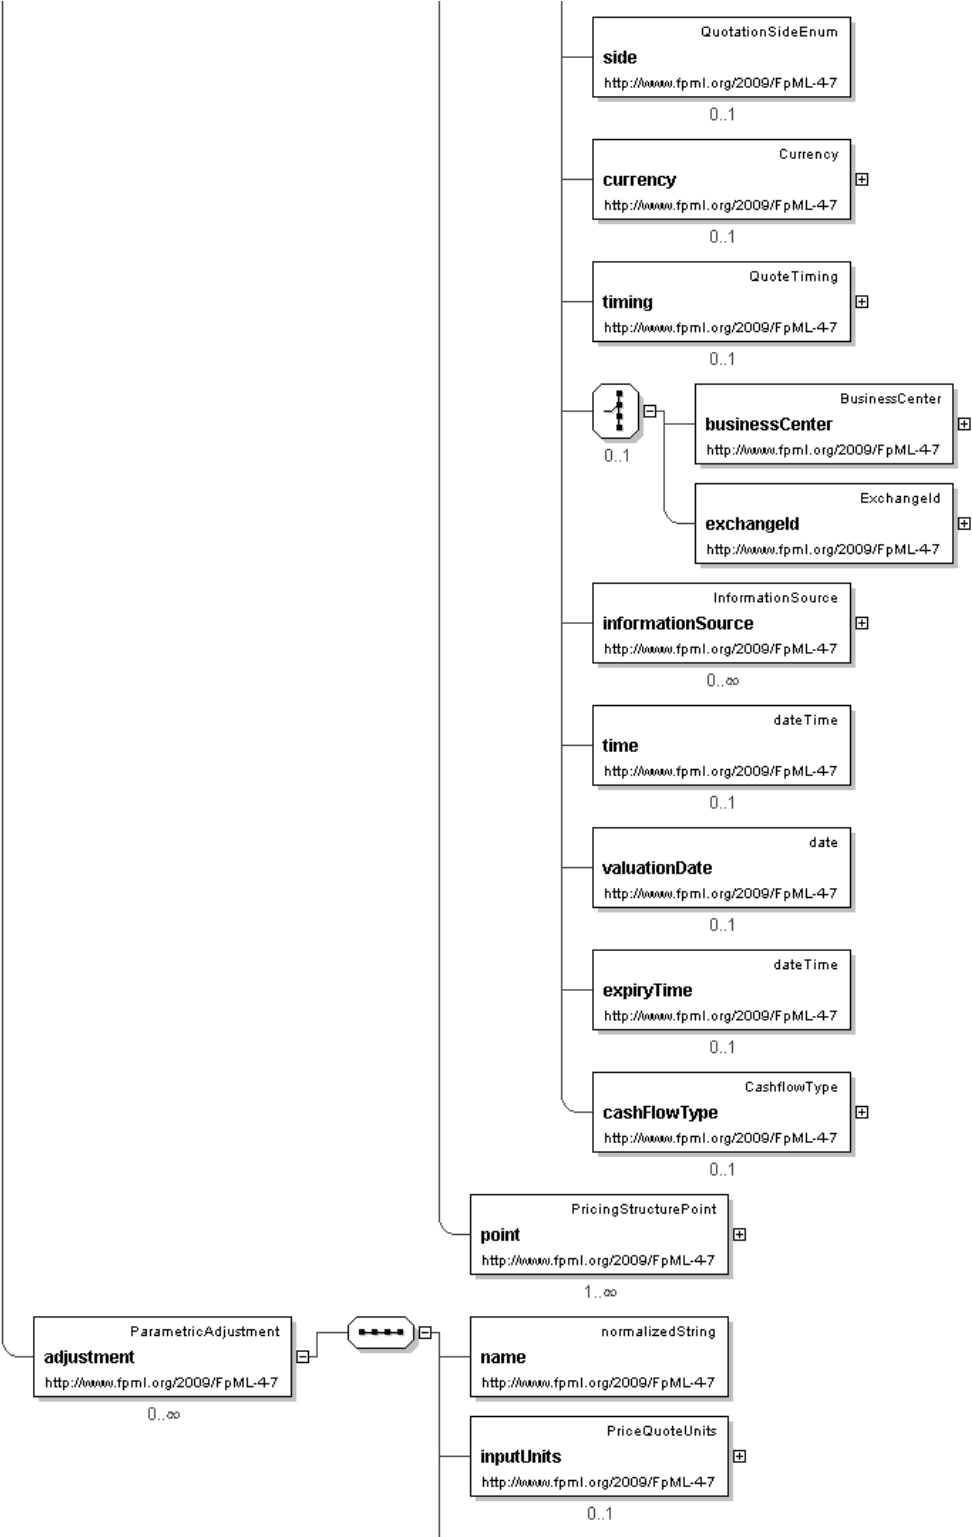 QuotationSideEnum
side
http://www.fpml.org/2009/FpML-4-7
0..1
Currency
currency
http://www.fpml.org/2009/FpML-4-7
0..1
QuoteTiming
timing
http://www.fpml.org/2009/FpML-4-7
0..1
BusinessCenter
businessCenter
http://www.fpml.org/2009/FpML-4-7
0..1
ExchangeId
exchangeId
http://www.fpml.org/2009/FpML-4-7
InformationSource
informationSource
http://www.fpml.org/2009/FpML-4-7
0..∞
dateTime
time
http://www.fpml.org/2009/FpML-4-7
0..1
date
valuationDate
http://www.fpml.org/2009/FpML-4-7
0..1
dateTime
expiryTime
http://www.fpml.org/2009/FpML-4-7
0..1
CashflowType
cashFlowType
http://www.fpml.org/2009/FpML-4-7
0..1
PricingStructurePoint
point
http://www.fpml.org/2009/FpML-4-7
1..∞
ParametricAdjustment
adjustment
http://www.fpml.org/2009/FpML-4-7
0..∞
normalizedString
name
http://www.fpml.org/2009/FpML-4-7
PriceQuoteUnits
inputUnits
http://www.fpml.org/2009/FpML-4-7
0..1